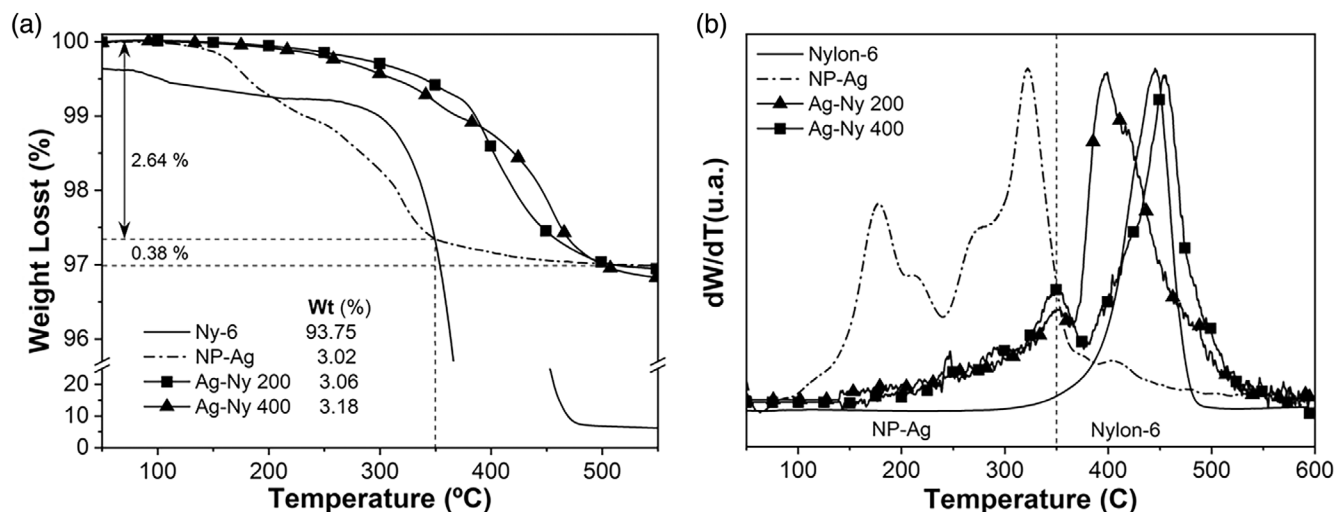 (a)
100
99
98
97
96
20
10
0
Weight Losst (%)
2.64 %
0.38 %
Wt (%)
Ny-6 93.75
NP-Ag 3.02
Ag-Ny 200 3.06
Ag-Ny 400 3.18
100 200 300 400 500
Temperature (ºC)
(b)
dW/dT(u.a.)
Nylon-6
NP-Ag
Ag-Ny 200
Ag-Ny 400
NP-Ag Nylon-6
100 200 300 400 500 600
Temperature (C)